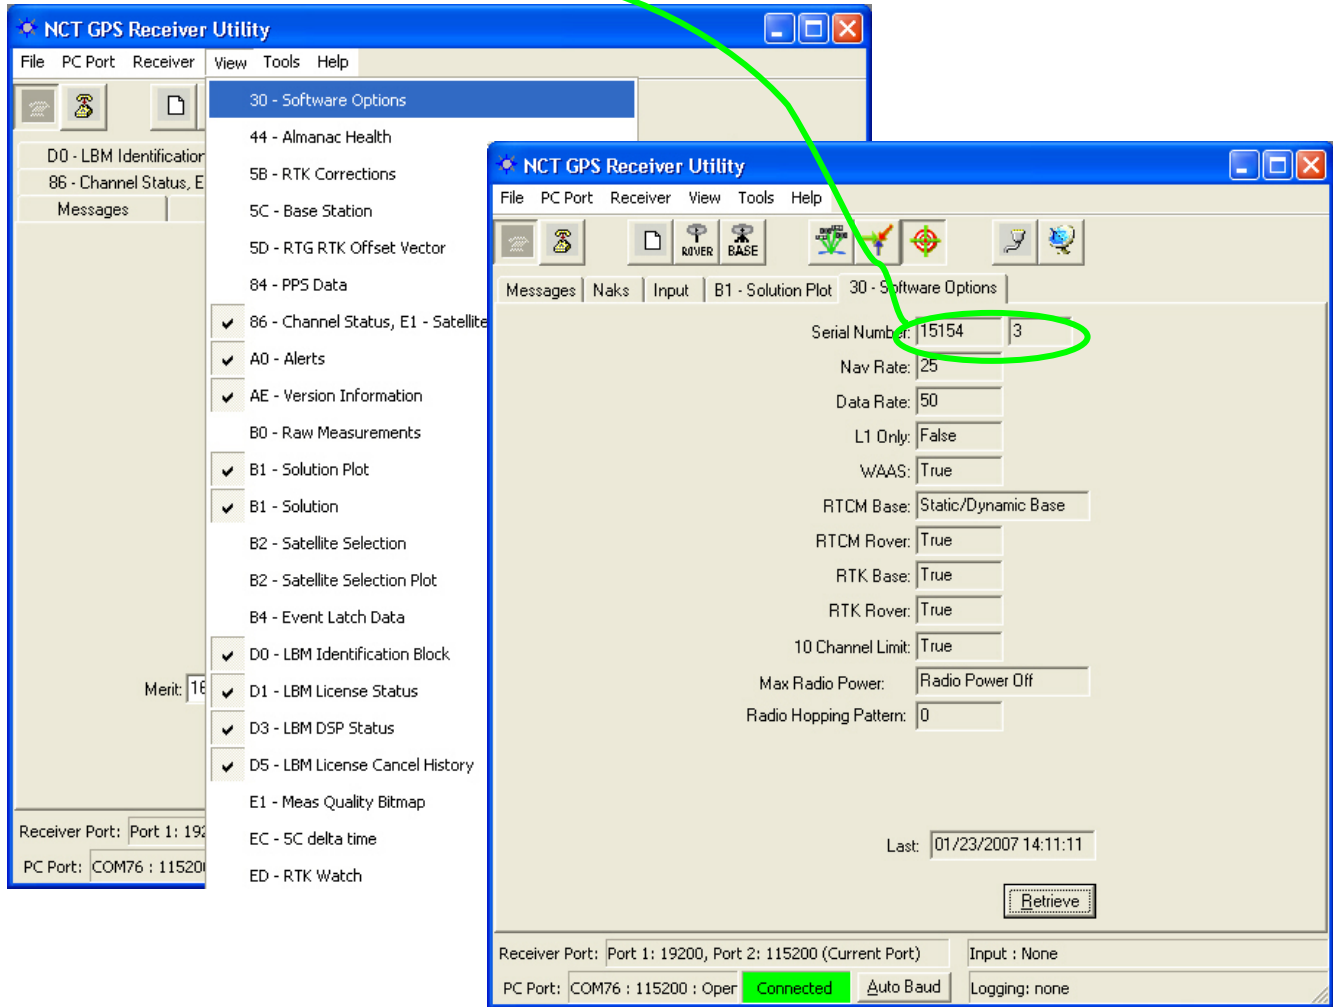 NCT GPS Receiver Utility
File PC Port Receiver View Tools Help
30 - Software Options
44 - Almanac Health
5B - RTK Corrections
5C - Base Station
5D - RTG RTK Offset Vector
84 - PPS Data
86 - Channel Status, E1 - Satellite
A0 - Alerts
AE - Version Information
B0 - Raw Measurements
B1 - Solution Plot
B1 - Solution
B2 - Satellite Selection
B2 - Satellite Selection Plot
B4 - Event Latch Data
D0 - LBM Identification Block
D1 - LBM License Status
D3 - LBM DSP Status
D5 - LBM License Cancel History
E1 - Meas Quality Bitmap
EC - 5C delta time
ED - RTK Watch
D0 - LBM Identification
86 - Channel Status, E
Messages
Merit:
Receiver Port: Port 1: 192
PC Port: COM76 : 11520
NCT GPS Receiver Utility
File PC Port Receiver View Tools Help
ROVER BASE
Messages Naks Input B1 - Solution Plot 30 - Software Options
Serial Number: 15154 3
Nav Rate: 25
Data Rate: 50
L1 Only: False
WAAS: True
RTCM Base: Static/Dynamic Base
RTCM Rover: True
RTK Base: True
RTK Rover: True
10 Channel Limit: True
Max Radio Power: Radio Power Off
Radio Hopping Pattern: 0
Last: 01/23/2007 14:11:11
Retrieve
Receiver Port: Port 1: 19200, Port 2: 115200 (Current Port) Input : None
PC Port: COM76 : 115200 : Oper Connected Auto Baud Logging: none